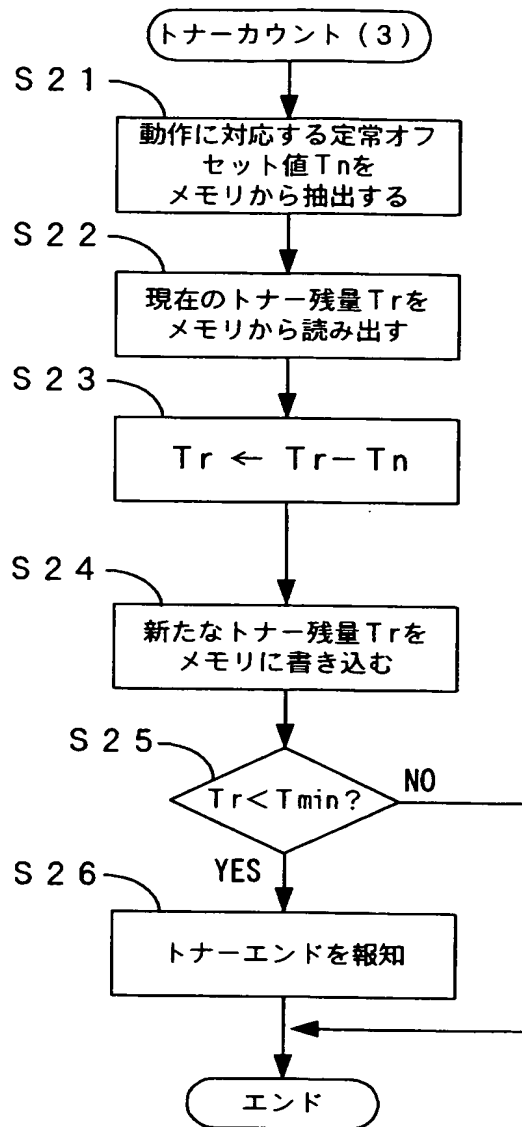 トナーカウント(3)
S21
動作に対応する定常オフ
セット値Tnを
メモリから抽出する
S22
現在のトナー残量Trを
メモリから読み出す
S23
Tr ← Tr－Tn
S24
新たなトナー残量Trを
メモリに書き込む
S25
Tr＜Tmin?
NO
YES
S26
トナーエンドを報知
エンド